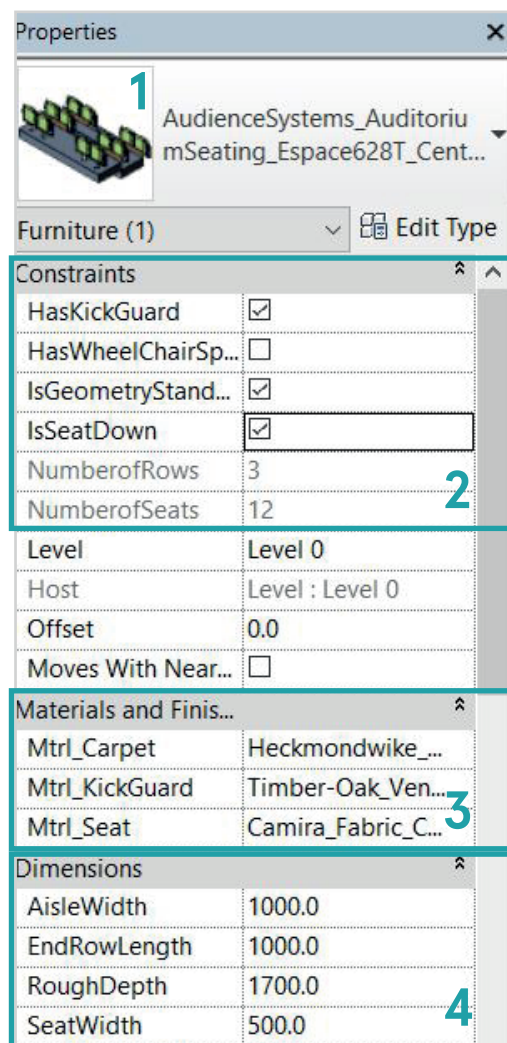 Properties
1
AudienceSystems_Auditoriu
mSeating_Espace628T_Cent...
Furniture (1) Edit Type
Constraints
HasKickGuard
HasWheelChairSp...
IsGeometryStand...
IsSeatDown
NumberofRows 3
NumberofSeats 12
2
Level Level 0
Host Level : Level 0
Offset 0.0
Moves With Near...
Materials and Finis...
Mtrl_Carpet Heckmondwike_...
Mtrl_KickGuard Timber-Oak_Ven...
Mtrl_Seat Camira_Fabric_C...
3
Dimensions
AisleWidth 1000.0
EndRowLength 1000.0
RoughDepth 1700.0
SeatWidth 500.0
4